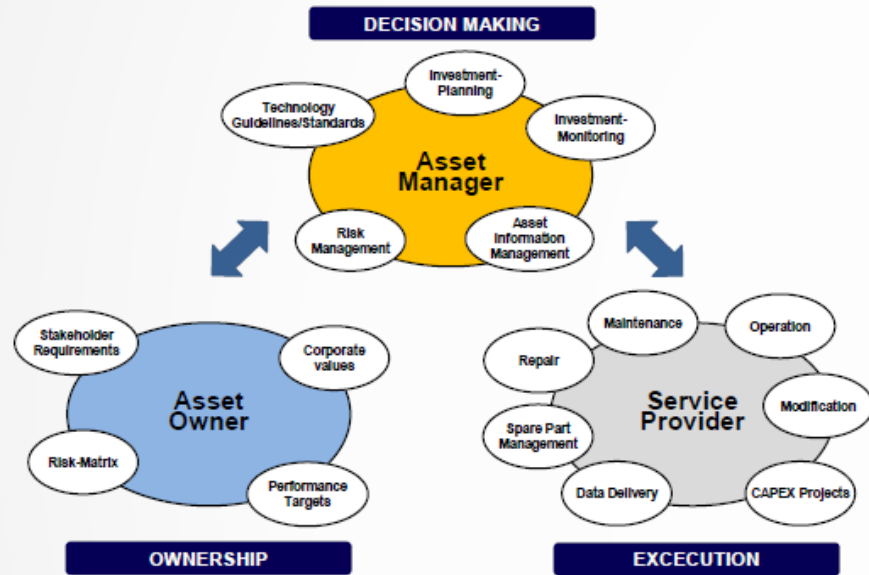 DECISION MAKING
Investment-
Planning
Technology
Guidelines/Standards
Investment-
Monitoring
Asset
Manager
Risk
Management
Asset
Information
Management
Stakeholder
Requirements
Corporate
values
Asset
Owner
Risk-Matrix
Performance
Targets
OWNERSHIP
Maintenance
Operation
Repair
Service
Provider
Modification
Spare Part
Management
Data Delivery
CAPEX Projects
EXCECUTION